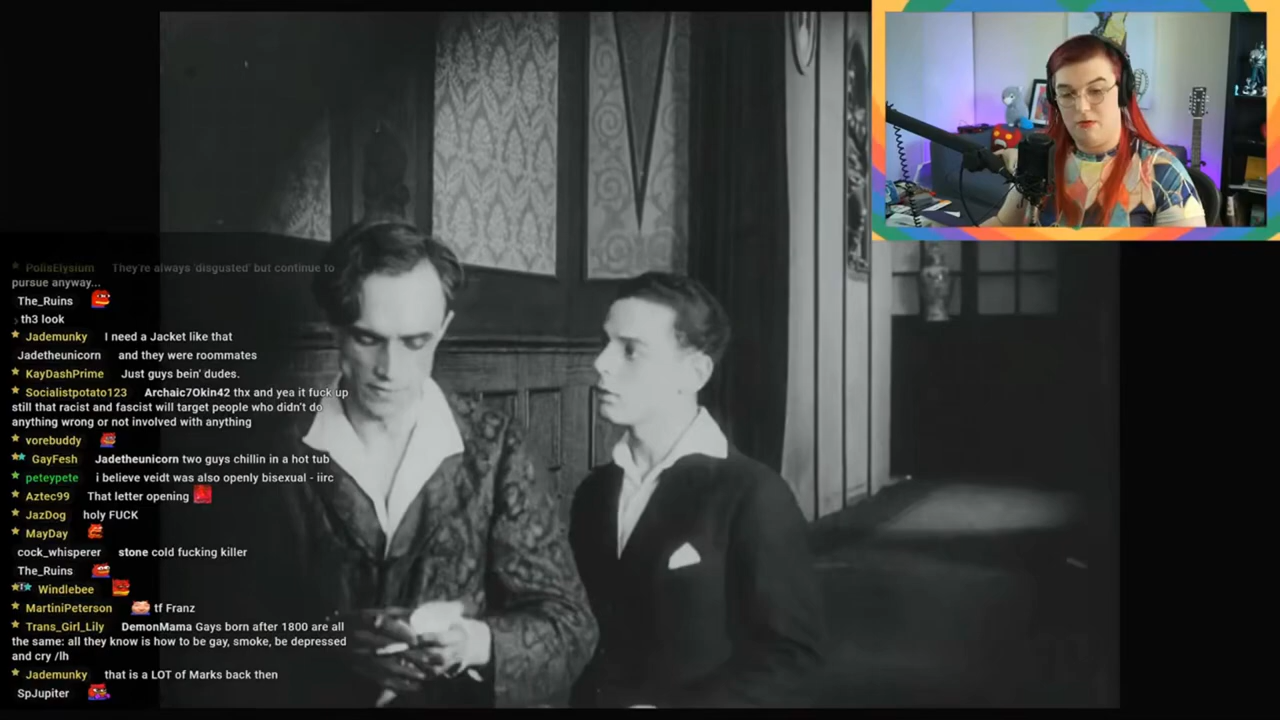 PolisElysium They're always 'disgusted' but continue to
pursue anyway...
The_Ruins
th3 look
Jademunky I need a Jacket like that
Jadetheunicorn and they were roommates
KayDashPrime Just guys bein' dudes.
Socialistpotato123 Archaic7Okin42 thx and yea it fuck up
still that racist and fascist will target people who didn't do
anything wrong or not involved with anything
vorebuddy
GayFesh Jadetheunicorn two guys chillin in a hot tub
peteypete i believe veidt was also openly bisexual - iirc
Aztec99 That letter opening
JazDog holy FUCK
MayDay
cock_whisperer stone cold fucking killer
The_Ruins
Windlebee
MartiniPeterson tf Franz
Trans_Girl_Lily DemonMama Gays born after 1800 are all
the same: all they know is how to be gay, smoke, be depressed
and cry /lh
Jademunky that is a LOT of Marks back then
SpJupiter